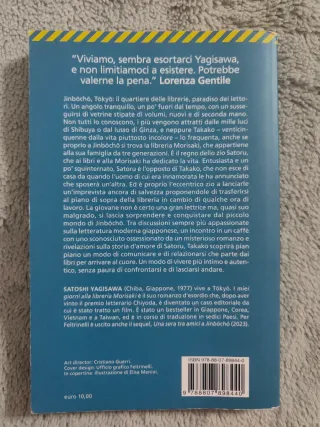 "Viviamo, sembra esortarci Yagisawa,
e non limitiamoci a esistere. Potrebbe
valerne la pena." Lorenza Gentile
Jinbōchō, Tōkyō: il quartiere delle librerie, paradiso dei letto-
ri. Un angolo tranquillo, un po' fuori dal tempo, con un sus-
seguirsi di vetrine stipate di volumi, nuovi e di seconda mano.
Non tutti lo conoscono, i più vengono attratti dalle mille luci
di Shibuya o dal lusso di Ginza, e neppure Takako – venticin-
quenne dalla vita piuttosto incolore – lo frequenta, anche se
proprio a Jinbōchō si trova la libreria Morisaki, che appartiene
alla sua famiglia da tre generazioni. È il regno dello zio Satoru,
che ai libri e alla Morisaki ha dedicato la vita. Entusiasta e un
po' squinternato, Satoru è l'opposto di Takako, che non esce di
casa da quando l'uomo di cui era innamorata le ha annunciato
che sposerà un'altra. Ed è proprio l'eccentrico zio a lanciarle
un'imprevista ancora di salvezza proponendole di trasferirsi
al piano di sopra della libreria in cambio di qualche ora di
lavoro. La giovane non è certo una gran lettrice ma, quasi suo
malgrado, si lascia sorprendere e conquistare dal piccolo
mondo di Jinbōchō. Tra discussioni sempre più appassionate
sulla letteratura moderna giapponese, un incontro in un caffè
con uno sconosciuto ossessionato da un misterioso romanzo e
rivelazioni sulla storia d'amore di Satoru, Takako scoprirà pian
piano un modo di comunicare e di relazionarsi che parte dai
libri per arrivare al cuore. Un modo di vivere più intimo e auten-
tico, senza paura di confrontarsi e di lasciarsi andare.
SATOSHI YAGISAWA (Chiba, Giappone, 1977) vive a Tōkyō. I miei
giorni alla libreria Morisaki è il suo romanzo d'esordio che, dopo aver
vinto il premio letterario Chiyoda, è diventato un caso editoriale da
cui è stato tratto un film. È stato un bestseller in Giappone, Corea,
Vietnam e a Taiwan, ed è in corso di traduzione in sedici Paesi. Per
Feltrinelli è uscito anche il sequel, Una sera tra amici a Jinbōchō (2023).
Art director: Cristiano Guerri.
Cover design: Ufficio grafico Feltrinelli.
In copertina: illustrazione di Elisa Menini.
euro 10,00
ISBN 978-88-07-89844-0
9 788807 898440